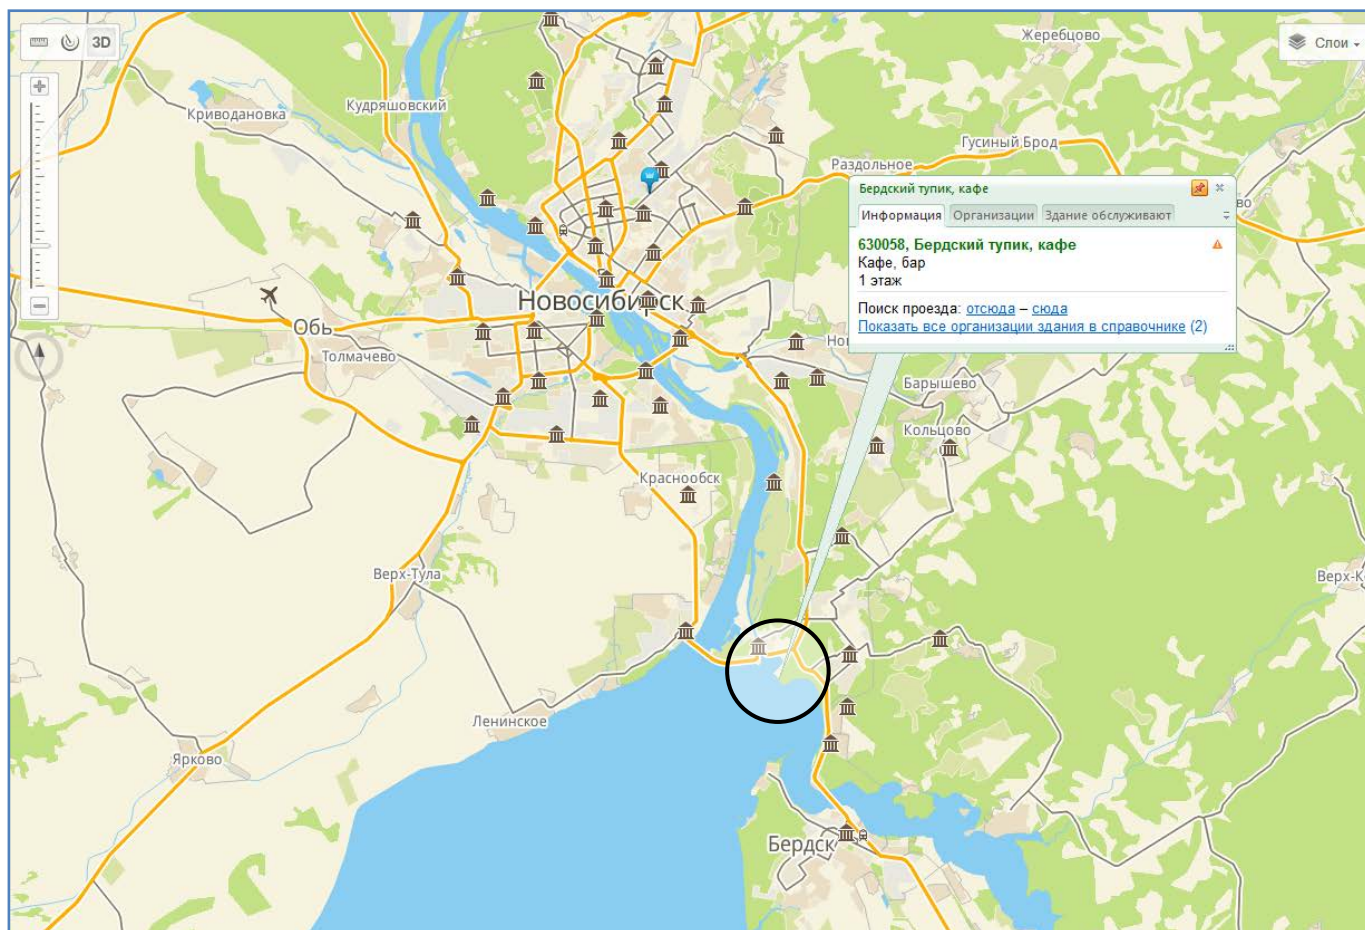 3D
Слои
Жеребцово
Кудряшовский
Криводановка
Гусиный Брод
Раздольное
Бердский тупик, кафе
Информация Организации Здание обслуживают
630058, Бердский тупик, кафе
Кафе, бар
1 этаж
Поиск проезда: отсюда – сюда
Показать все организации здания в справочнике (2)
Новосибирск
Обь
Толмачево
Барышево
Кольцово
Краснообск
Верх-Тула
Верх-К
Ленинское
Ярково
Бердск